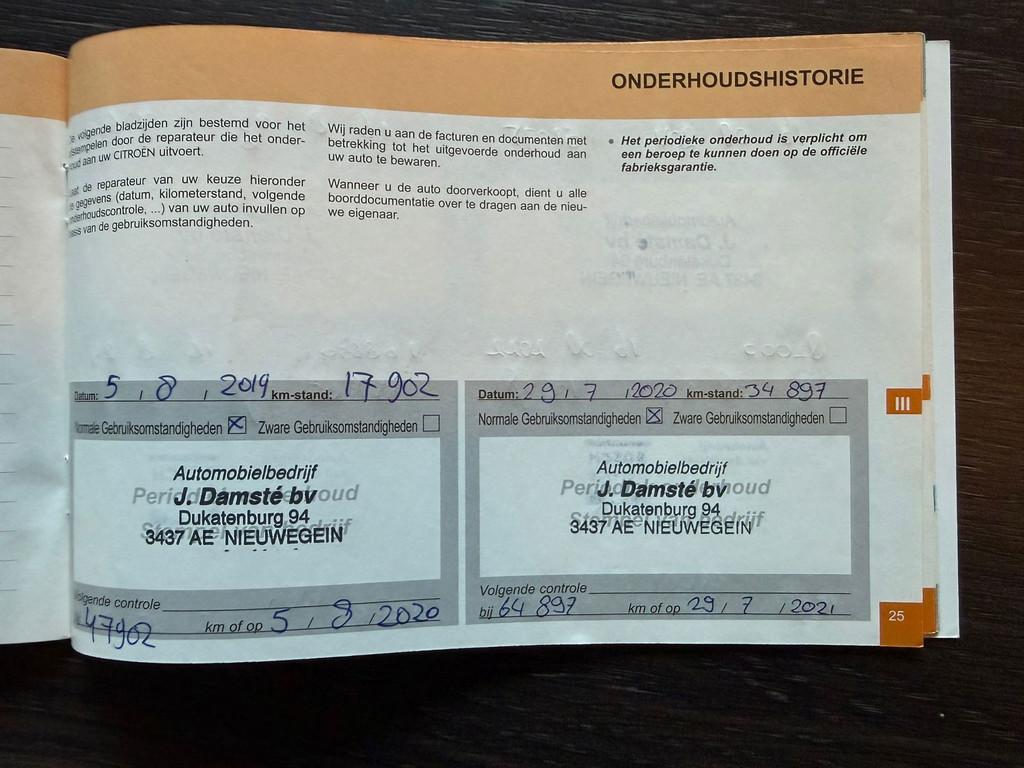 ONDERHOUDSHISTORIE
volgende bladzijden zijn bestemd voor het
door de reparateur die het onder-
aan uw CITROËN uitvoert.
de reparateur van uw keuze hieronder
gegevens (datum, kilometerstand, volgende
...) van uw auto invullen op
van de gebruiksomstandigheden.
Wij raden u aan de facturen en documenten met
betrekking tot het uitgevoerde onderhoud aan
uw auto te bewaren.
Wanneer u de auto doorverkoopt, dient u alle
boorddocumentatie over te dragen aan de nieu-
we eigenaar.
• Het periodieke onderhoud is verplicht om
een beroep te kunnen doen op de officiële
fabrieksgarantie.
Datum: 5 / 8 / 2019 km-stand: 17 902
Normale Gebruiksomstandigheden Zware Gebruiksomstandigheden
Automobielbedrijf
J. Damsté bv
Dukatenburg 94
3437 AE NIEUWEGEIN
Volgende controle
47902 km of op 5 / 8 / 2020
Datum: 29 / 7 / 2020 km-stand: 34 897
Normale Gebruiksomstandigheden Zware Gebruiksomstandigheden
Automobielbedrijf
J. Damsté bv
Dukatenburg 94
3437 AE NIEUWEGEIN
Volgende controle
bij 64 897 km of op 29 / 7 / 2021
III
25